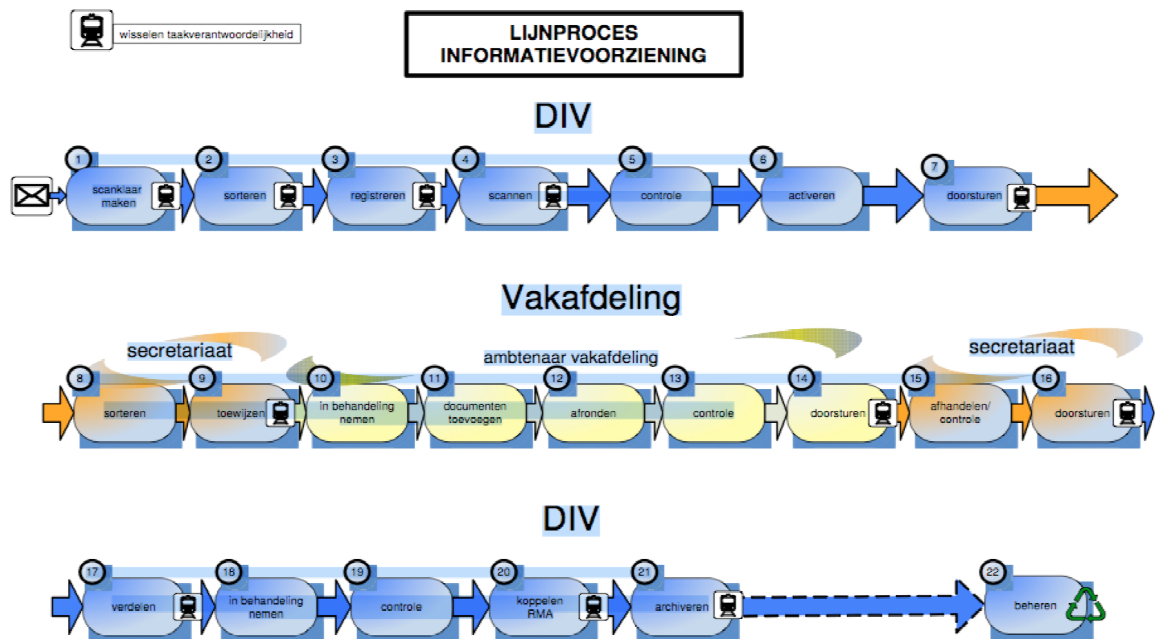 wisselen taakverantwoordelijkheid
LIJNPROCES
INFORMATIEVOORZIENING
DIV
1
scanklaar
maken
2
sorteren
3
registreren
4
scannen
5
controle
6
activeren
7
doorsturen
Vakafdeling
secretariaat
ambtenaar vakafdeling
secretariaat
8
sorteren
9
toewijzen
10
in behandeling
nemen
11
documenten
toevoegen
12
afronden
13
controle
14
doorsturen
15
afhandelen/
controle
16
doorsturen
DIV
17
verdelen
18
in behandeling
nemen
19
controle
20
koppelen
RMA
21
archiveren
22
beheren